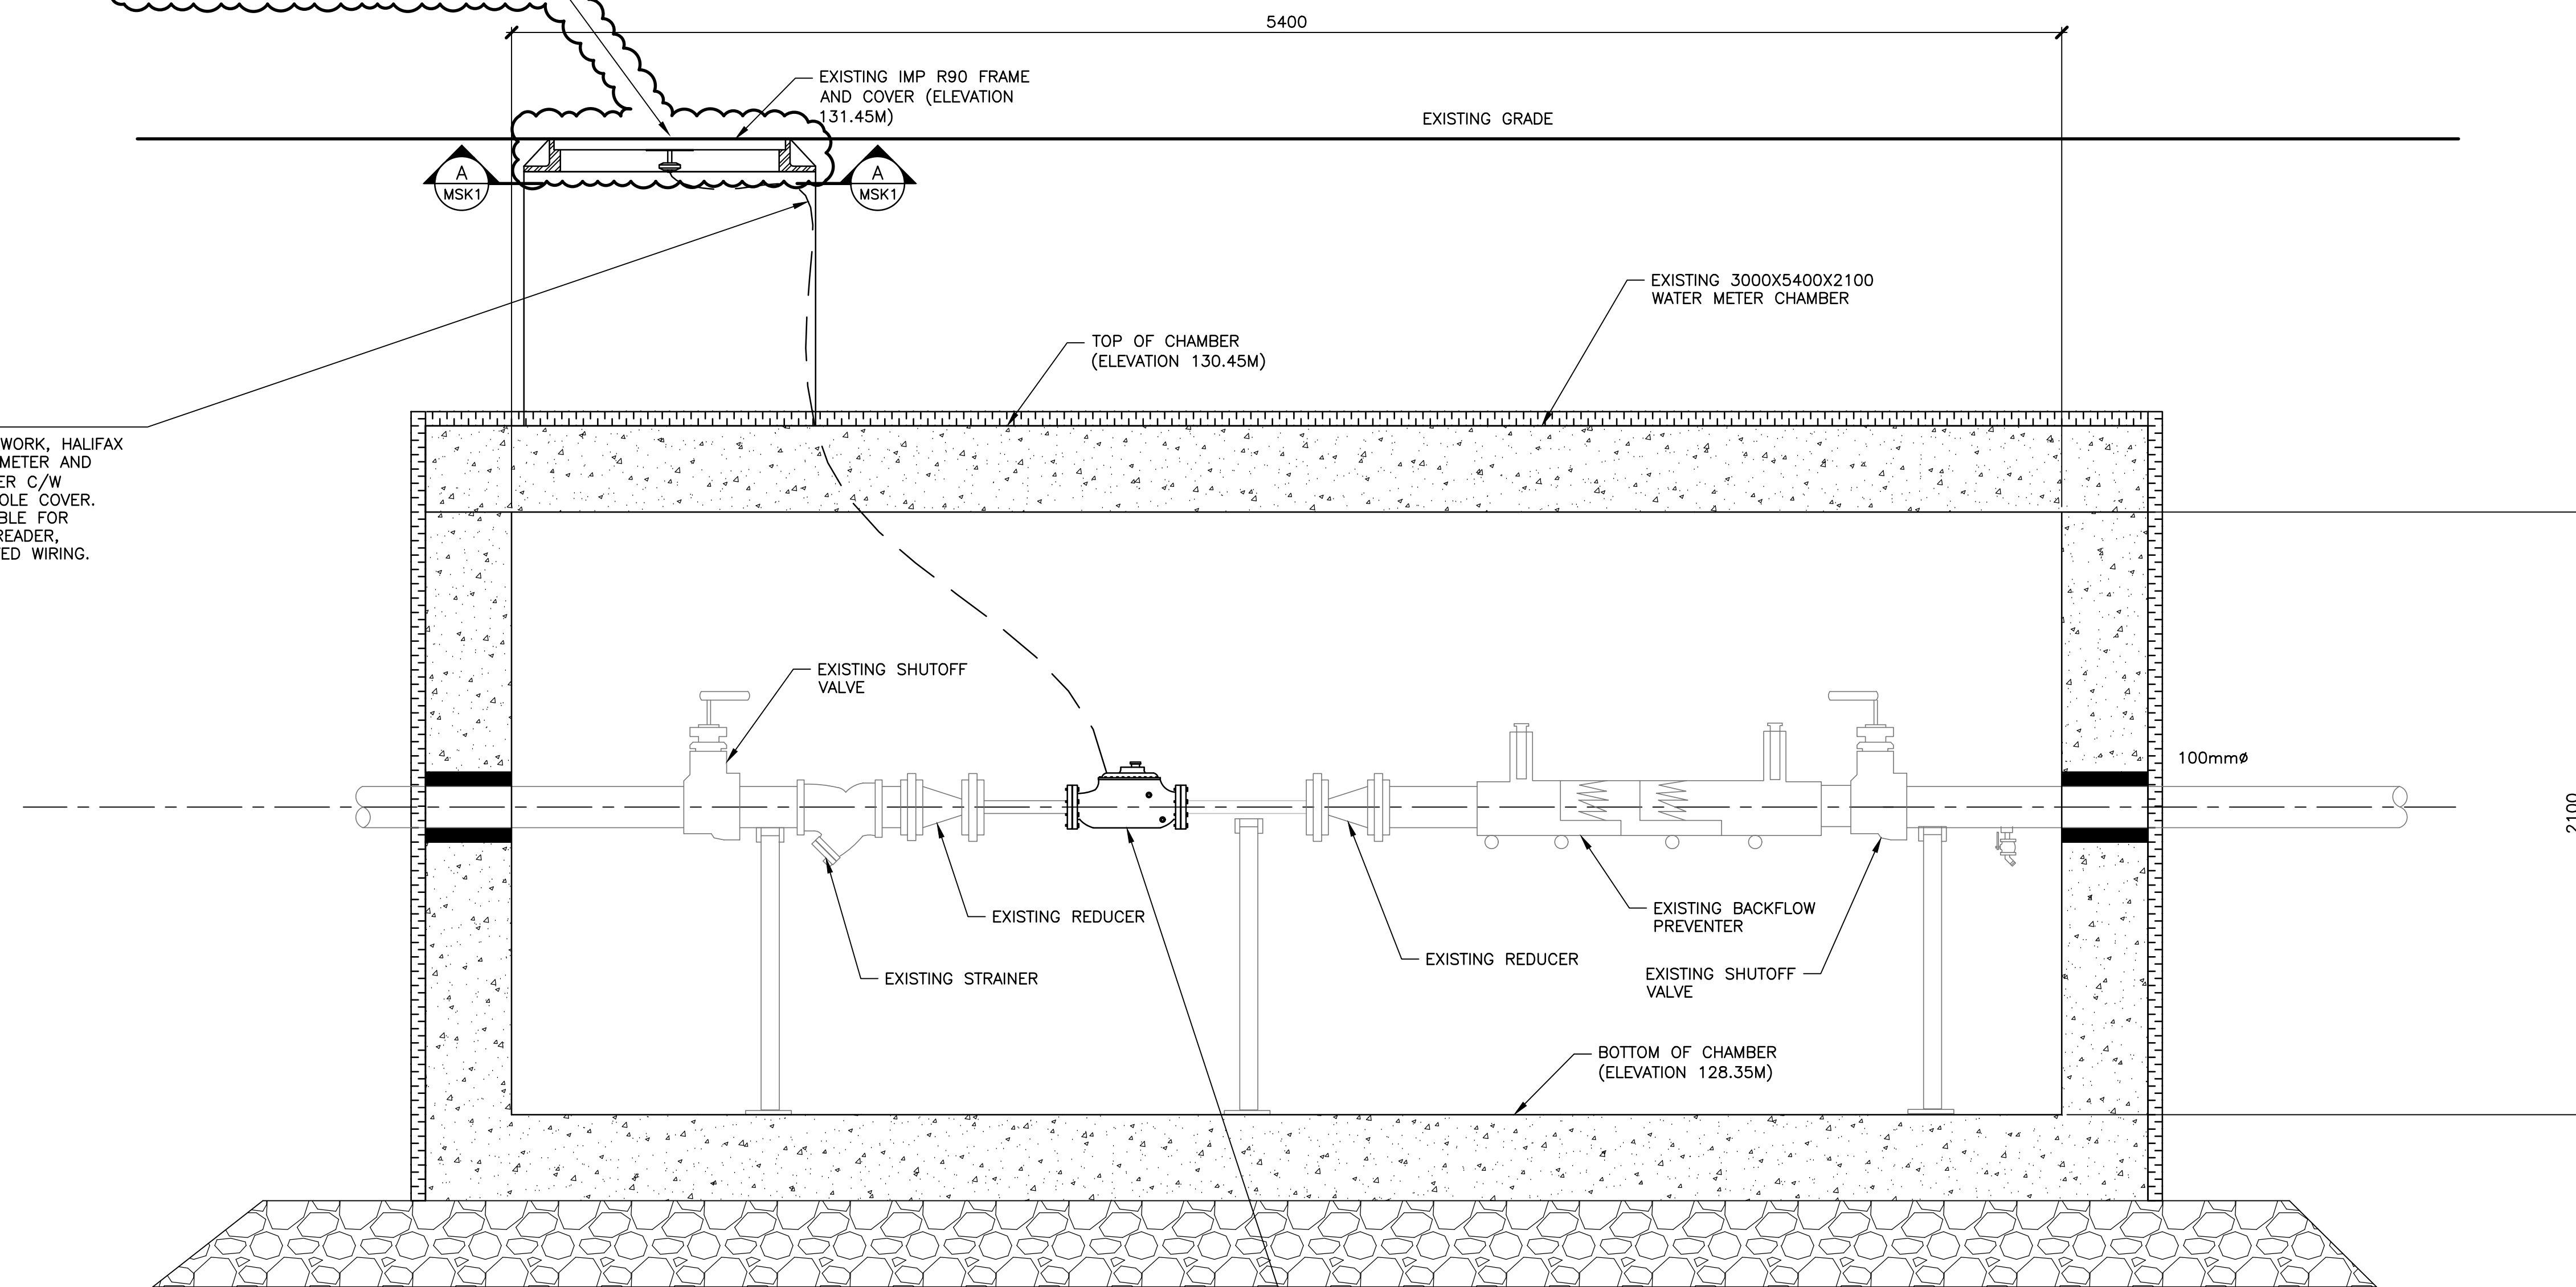 5400
EXISTING IMP R90 FRAME
AND COVER (ELEVATION
131.45M)
EXISTING GRADE
A
MSK1
A
MSK1
EXISTING 3000X5400X2100
WATER METER CHAMBER
TOP OF CHAMBER
(ELEVATION 130.45M)
WORK, HALIFAX
METER AND
ER C/W
OLE COVER.
BLE FOR
READER,
TED WIRING.
EXISTING SHUTOFF
VALVE
100mmø
2100
EXISTING REDUCER
EXISTING BACKFLOW
PREVENTER
EXISTING STRAINER
EXISTING REDUCER
EXISTING SHUTOFF
VALVE
BOTTOM OF CHAMBER
(ELEVATION 128.35M)